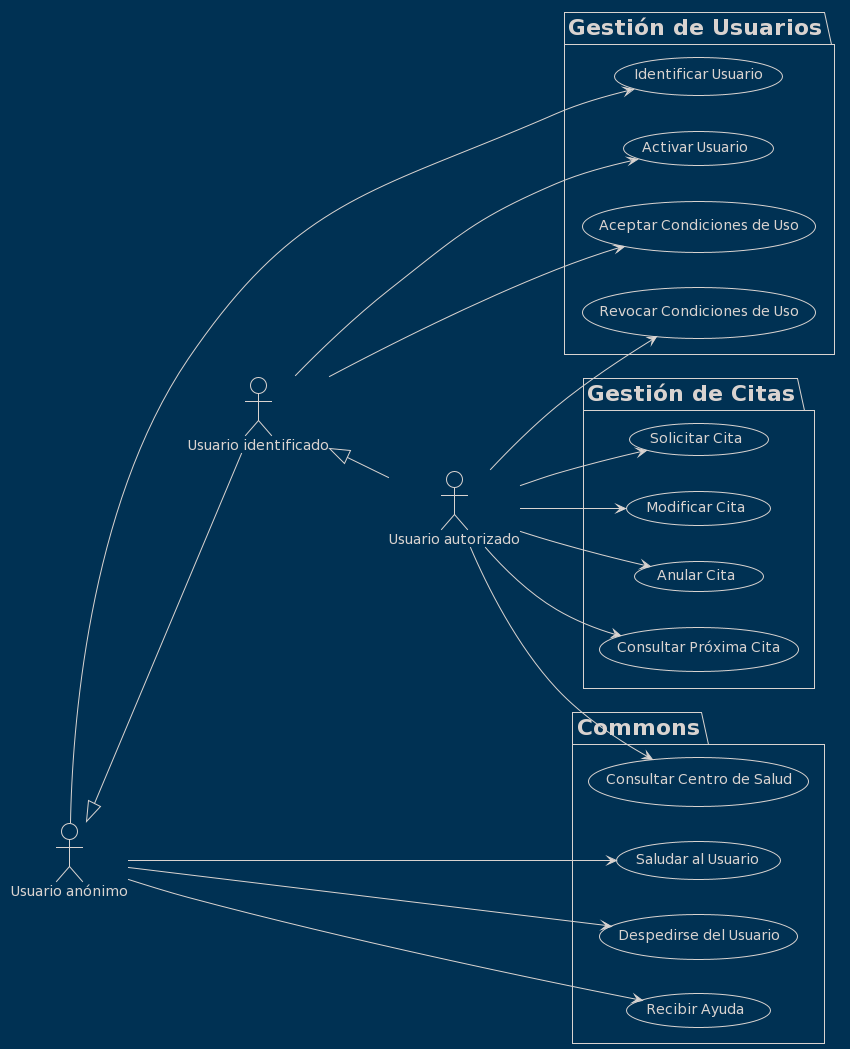 Gestión de Usuarios
Identificar Usuario
Activar Usuario
Aceptar Condiciones de Uso
Revocar Condiciones de Uso
Usuario identificado
Gestión de Citas
Solicitar Cita
Modificar Cita
Usuario autorizado
Anular Cita
Consultar Próxima Cita
Commons
Consultar Centro de Salud
Saludar al Usuario
Usuario anónimo
Despedirse del Usuario
Recibir Ayuda